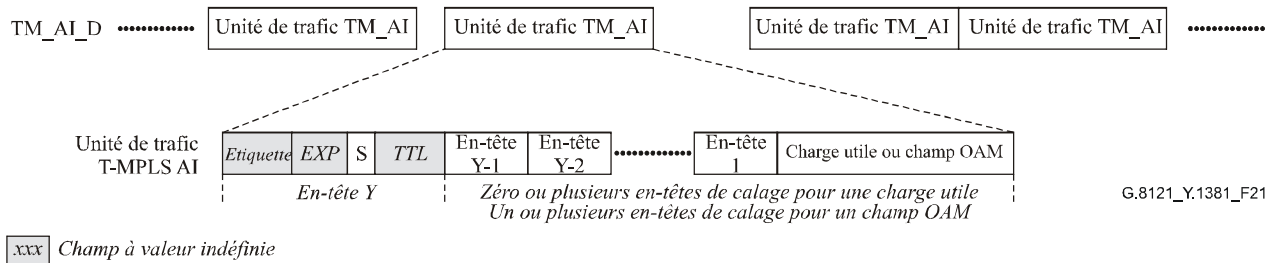 TM_AI_D Unité de trafic TM_AI Unité de trafic TM_AI Unité de trafic TM_AI Unité de trafic TM_AI
Unité de trafic
T-MPLS AI
Etiquette EXP S TTL
En-tête
Y-1
En-tête
Y-2
En-tête
1
Charge utile ou champ OAM
En-tête Y
Zéro ou plusieurs en-têtes de calage pour une charge utile
Un ou plusieurs en-têtes de calage pour un champ OAM
G.8121_Y.1381_F21
xxx Champ à valeur indéfinie